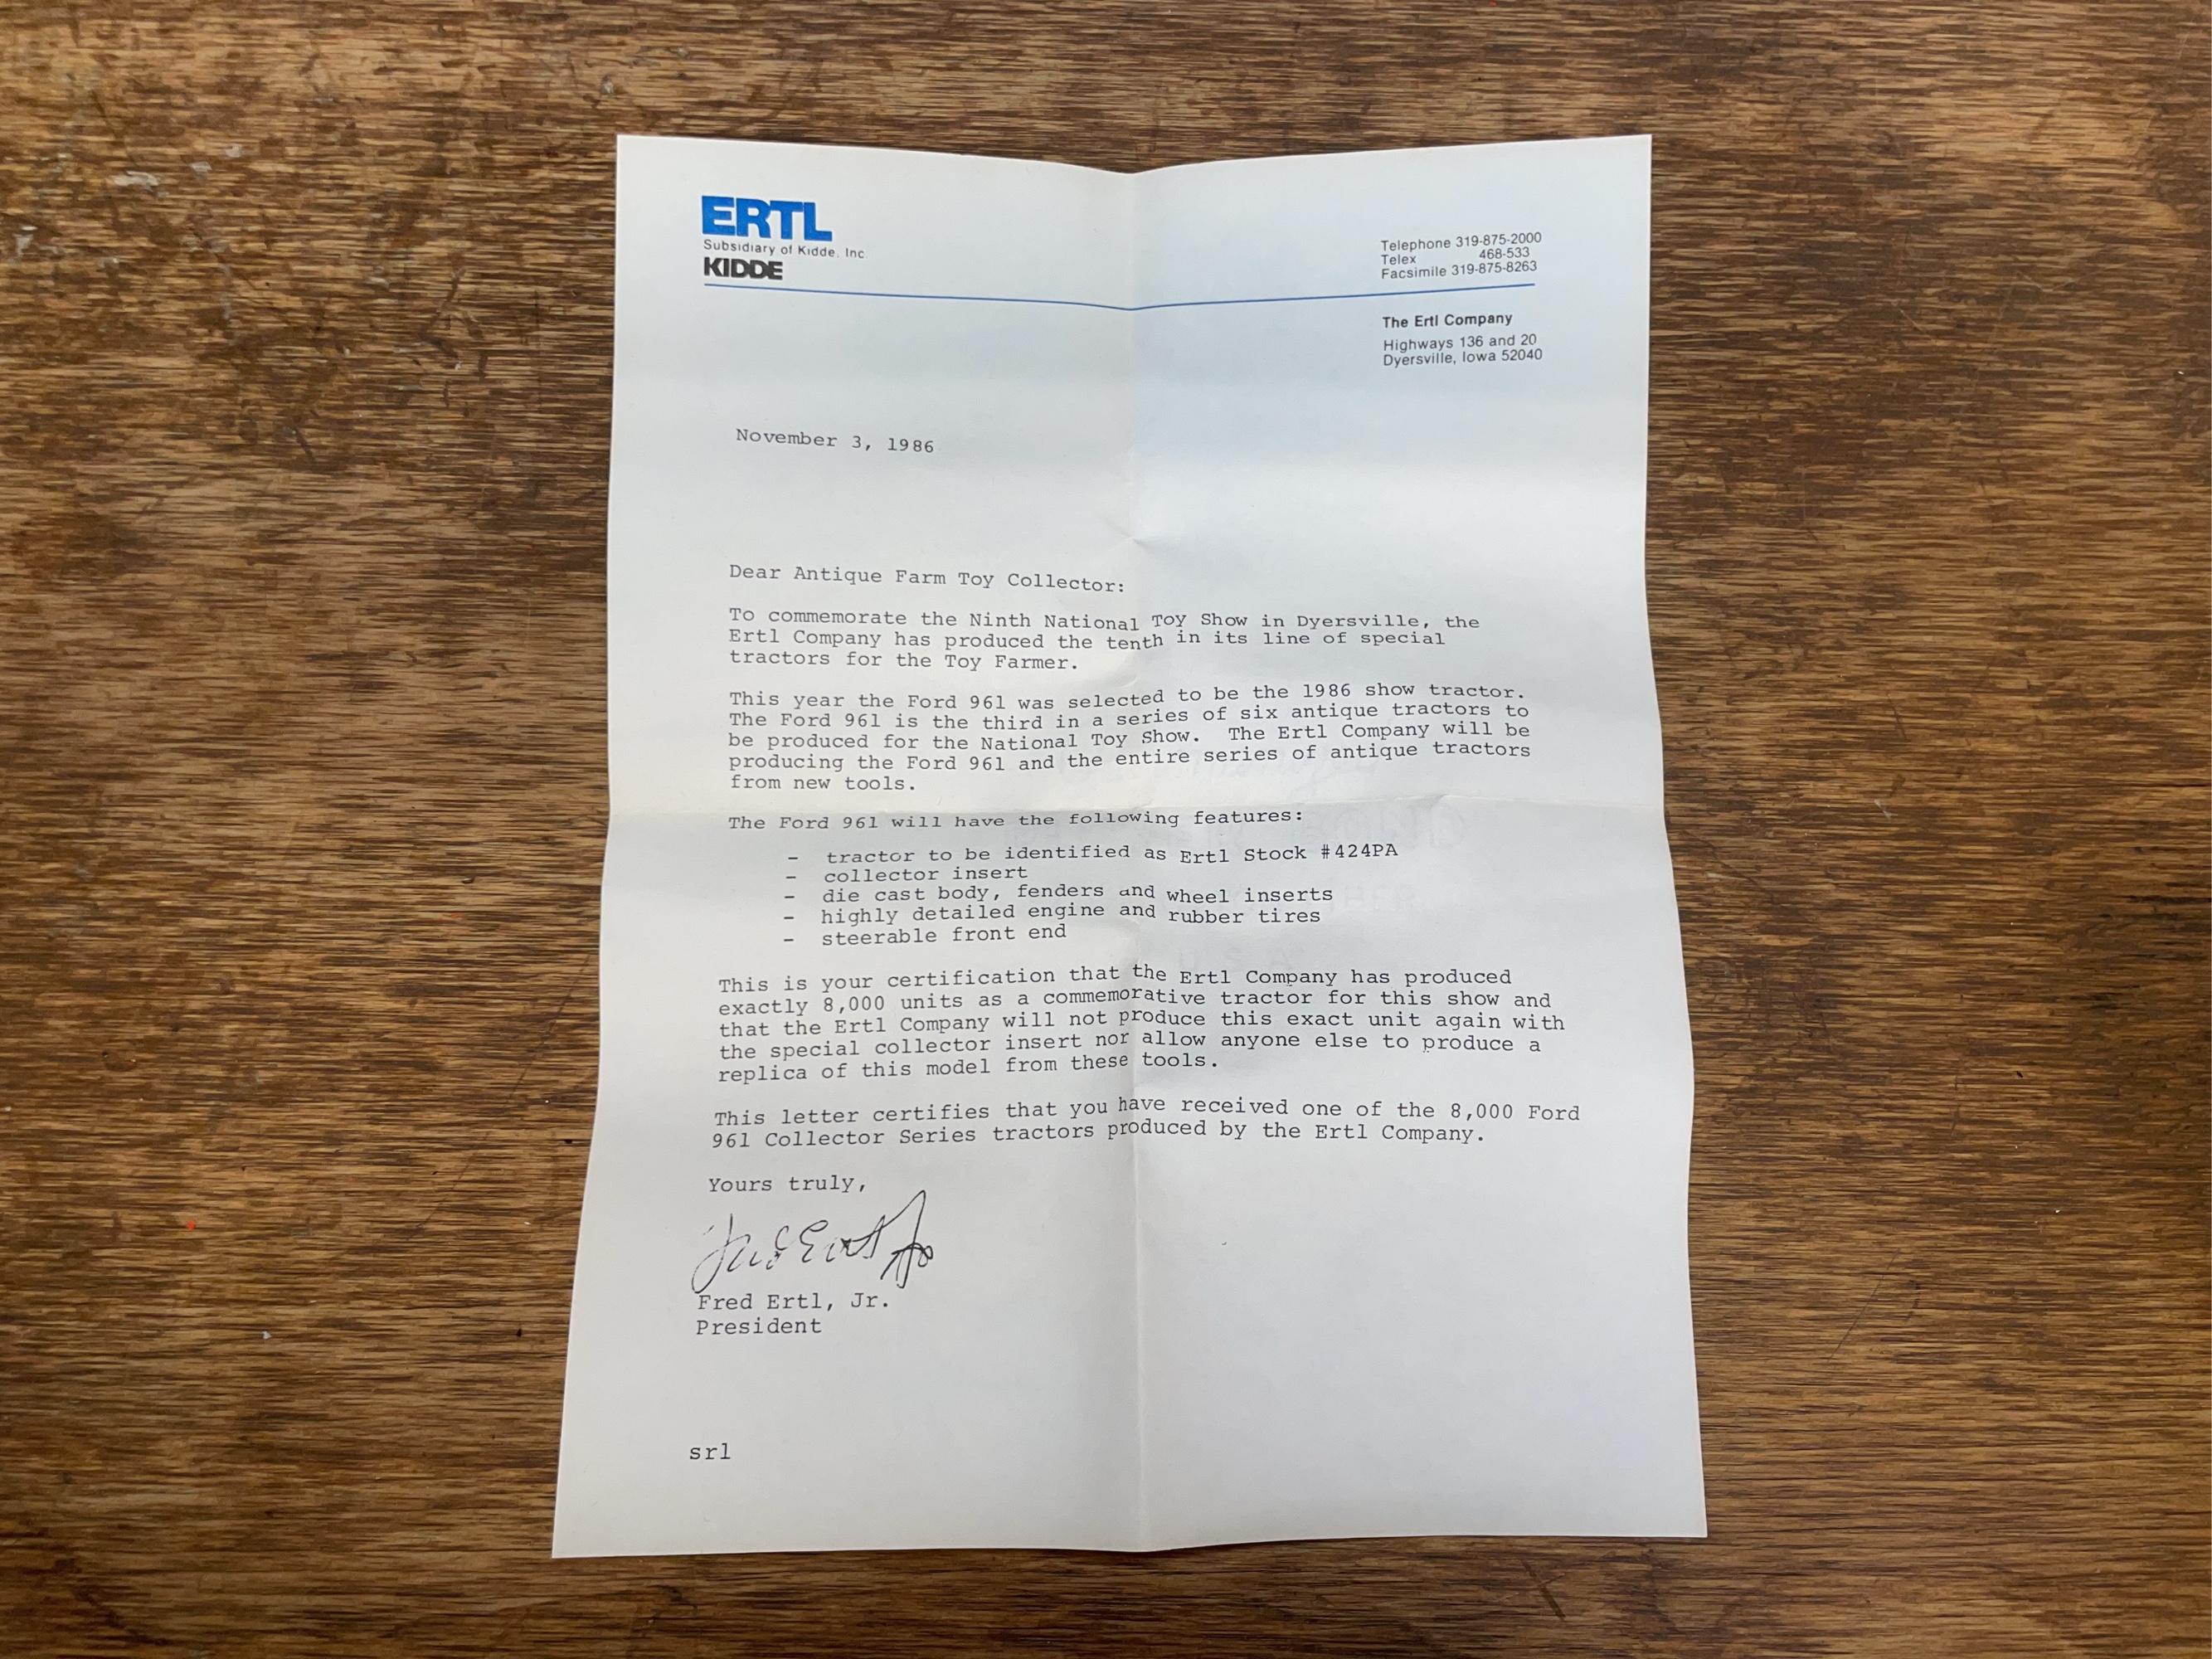 ERTL
Subsidiary of Kidde, Inc.
KIDDE
Telephone 319-875-2000
Telex 468-533
Facsimile 319-875-8263
The Ertl Company
Highways 136 and 20
Dyersville, Iowa 52040
November 3, 1986
Dear Antique Farm Toy Collector:
To commemorate the Ninth National Toy Show in Dyersville, the
Ertl Company has produced the tenth in its line of special
tractors for the Toy Farmer.
This year the Ford 961 was selected to be the 1986 show tractor.
The Ford 961 is the third in a series of six antique tractors to
be produced for the National Toy Show. The Ertl Company will be
producing the Ford 961 and the entire series of antique tractors
from new tools.
The Ford 961 will have the following features:
- tractor to be identified as Ertl Stock #424PA
- collector insert
- die cast body, fenders and wheel inserts
- highly detailed engine and rubber tires
- steerable front end
This is your certification that the Ertl Company has produced
exactly 8,000 units as a commemorative tractor for this show and
that the Ertl Company will not produce this exact unit again with
the special collector insert nor allow anyone else to produce a
replica of this model from these tools.
This letter certifies that you have received one of the 8,000 Ford
961 Collector Series tractors produced by the Ertl Company.
Yours truly,
Fred Ertl, Jr.
President
srl